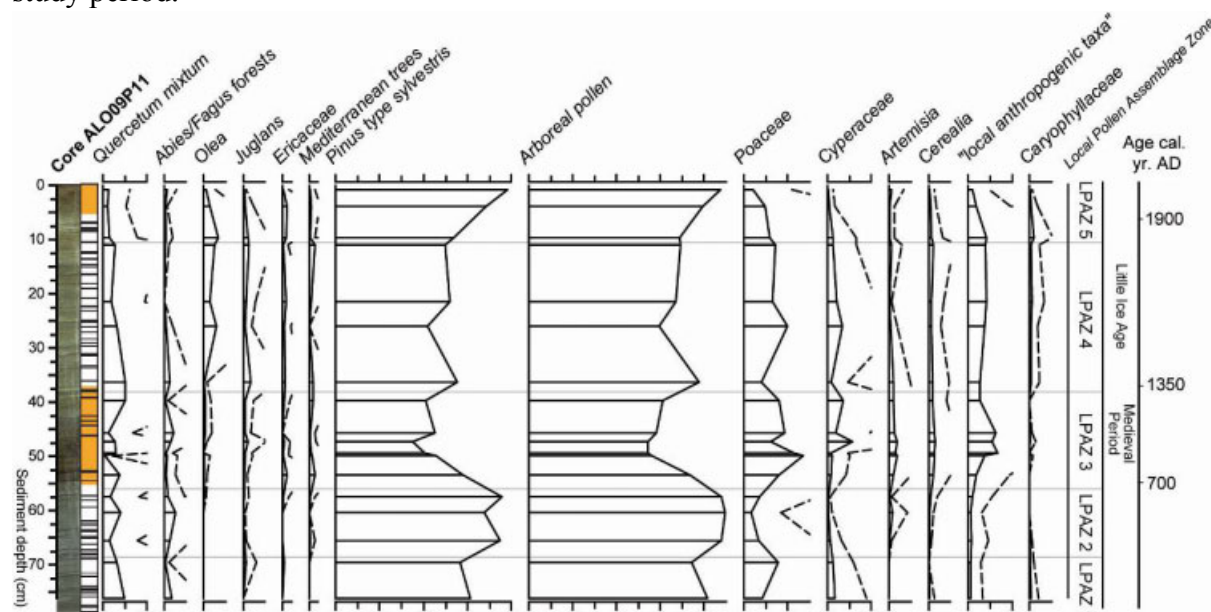 study period.
Core ALO09P11
Quercetum mixtum
Abies/Fagus forests
Olea
Juglans
Ericaceae
Mediterranean trees
Pinus type sylvestris
Arboreal pollen
Poaceae
Cyperaceae
Artemisia
Cerealia
"local anthropogenic taxa"
Caryophyllaceae
Local Pollen Assemblage Zone
Age cal.
yr. AD
0
10
20
30
40
50
60
70
Sediment depth (cm)
LPAZ 5
LPAZ 4
LPAZ 3
LPAZ 2
LPAZ
Little Ice Age
Medieval
Period
1900
1350
700